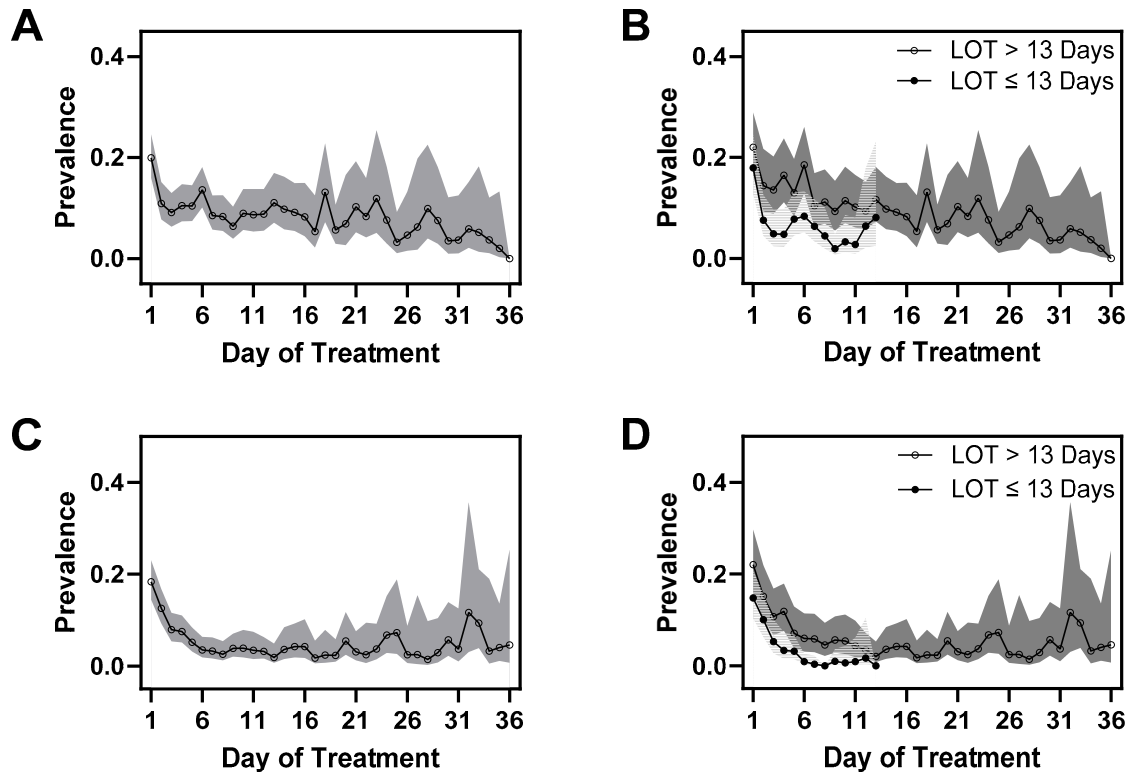 A
Prevalence
0.4
0.2
0.0
1 6 11 16 21 26 31 36
Day of Treatment
B
Prevalence
0.4
0.2
0.0
LOT > 13 Days
LOT ≤ 13 Days
1 6 11 16 21 26 31 36
Day of Treatment
C
Prevalence
0.4
0.2
0.0
1 6 11 16 21 26 31 36
Day of Treatment
D
Prevalence
0.4
0.2
0.0
LOT > 13 Days
LOT ≤ 13 Days
1 6 11 16 21 26 31 36
Day of Treatment